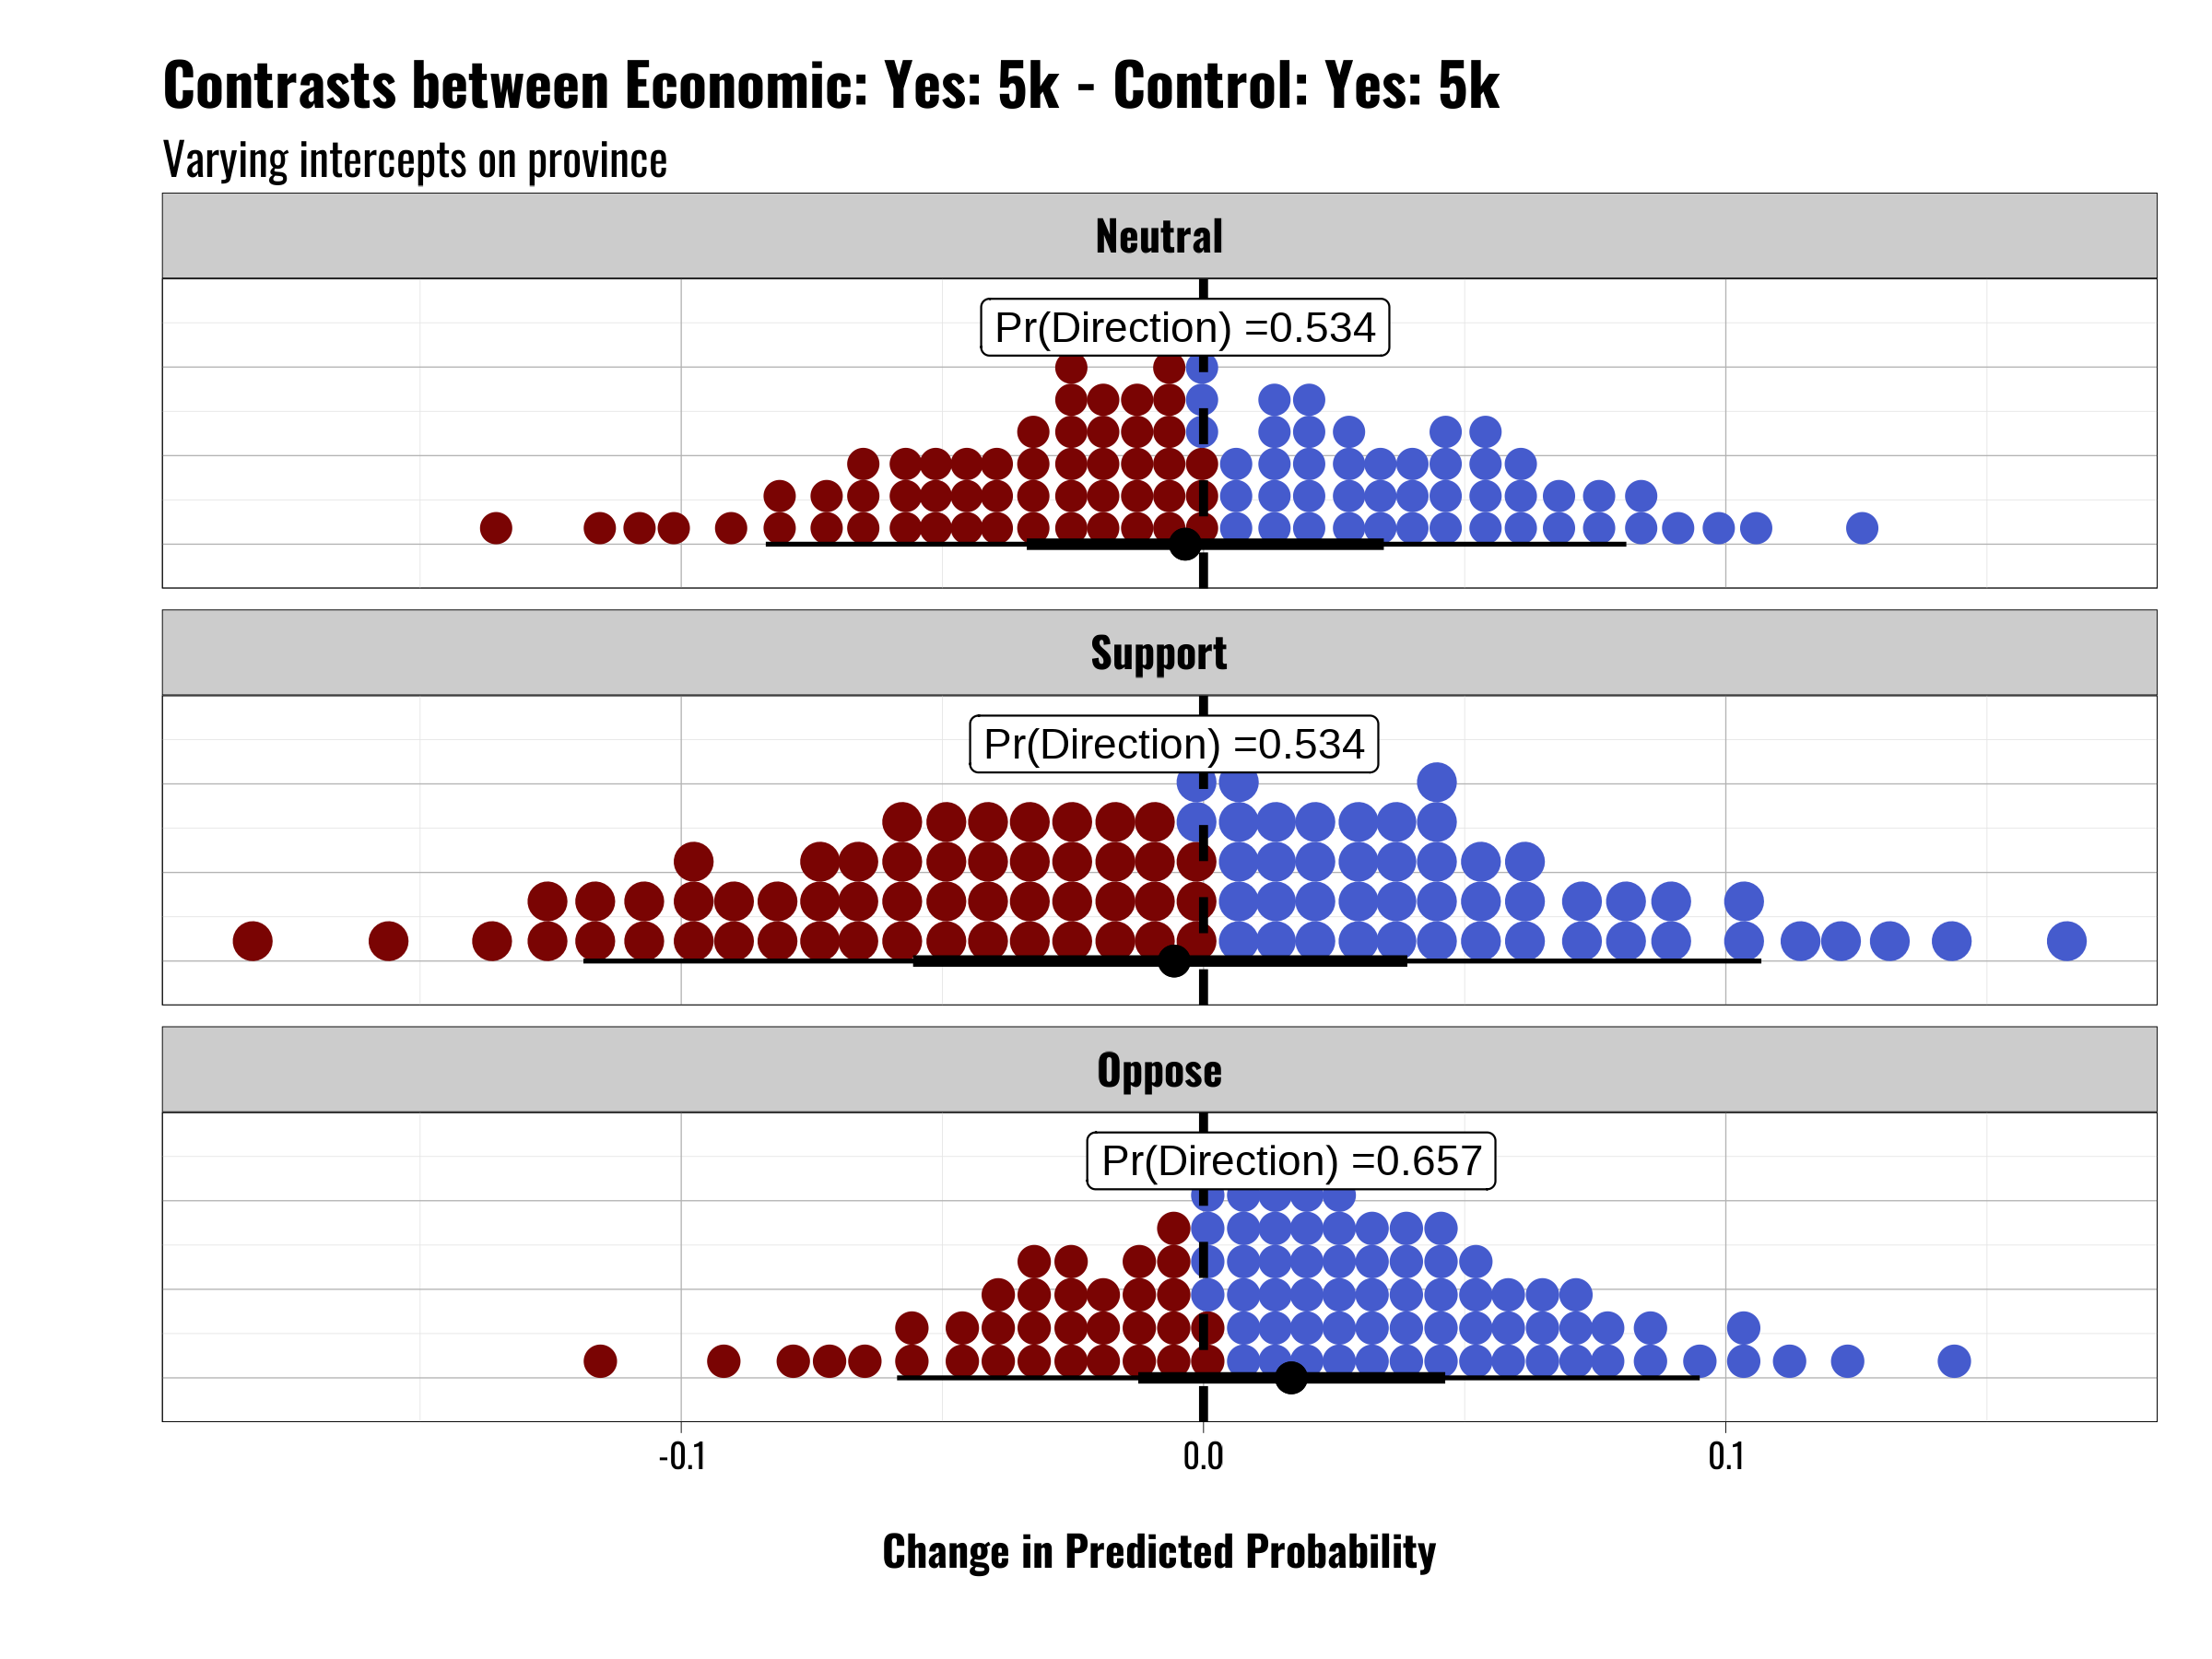 Contrasts between Economic: Yes: 5k - Control: Yes: 5k
Varying intercepts on province
Neutral
Pr(Direction) =0.534
Support
Pr(Direction) =0.534
Oppose
Pr(Direction) =0.657
-0.1 0.0 0.1
Change in Predicted Probability